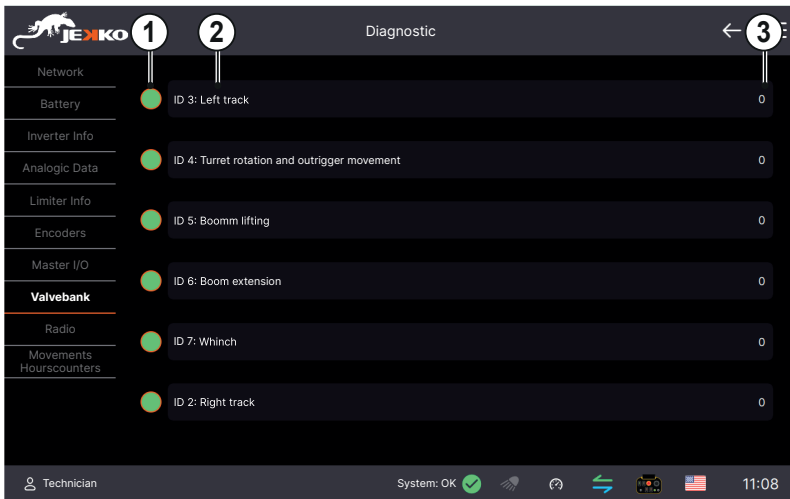 JEKKO
1
2
Diagnostic
3
Network
Battery
Inverter Info
Analogic Data
Limiter Info
Encoders
Master I/O
Valvebank
Radio
Movements
Hourscounters
ID 3: Left track 0
ID 4: Turret rotation and outrigger movement 0
ID 5: Boomm lifting 0
ID 6: Boom extension 0
ID 7: Whinch 0
ID 2: Right track 0
Technician
System: OK
11:08